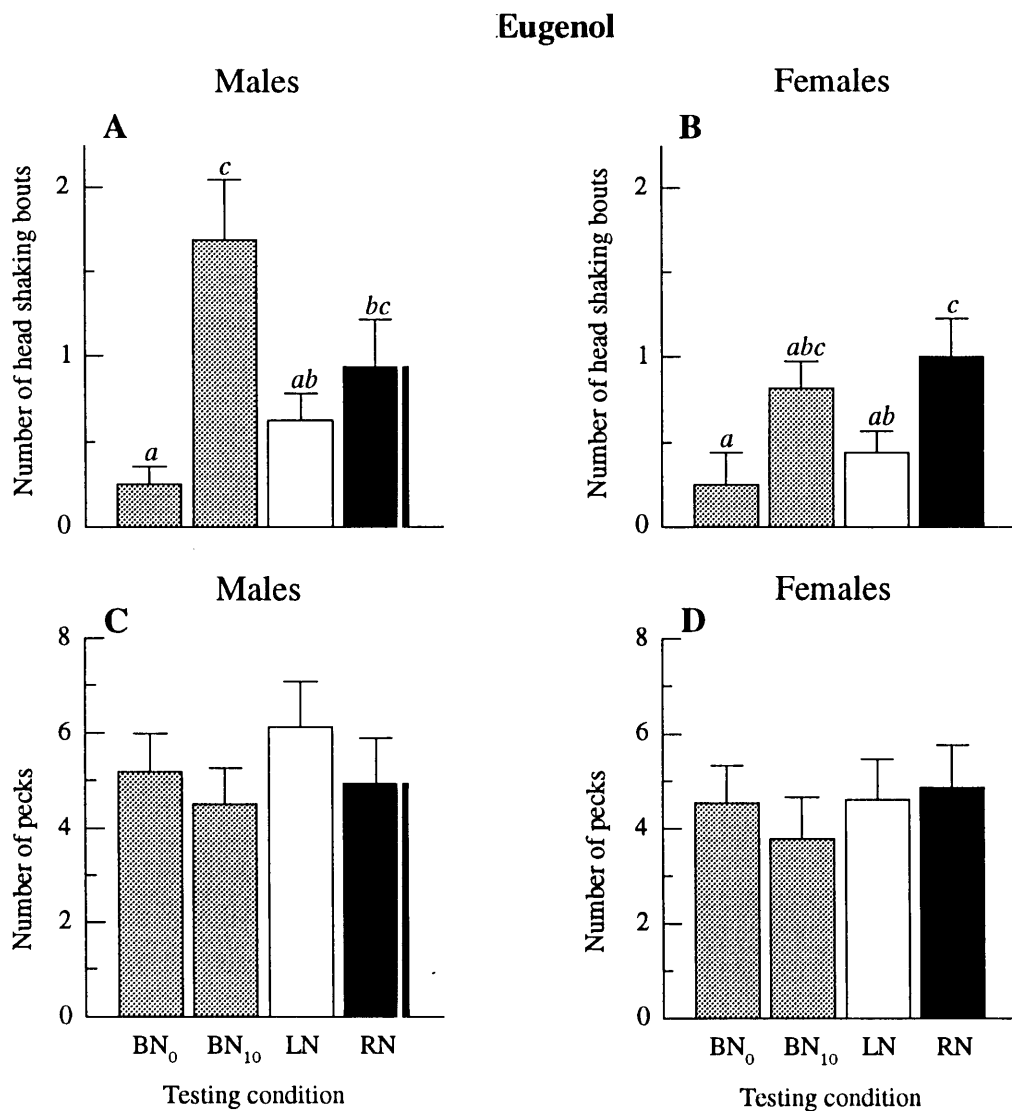 Eugenol
Males
Females
A
B
Number of head shaking bouts
2
1
0
a
c
ab
bc
Number of head shaking bouts
2
1
0
a
abc
ab
c
Males
Females
C
D
Number of pecks
8
6
4
2
0
BN₀ BN₁₀ LN RN
Testing condition
Number of pecks
8
6
4
2
0
BN₀ BN₁₀ LN RN
Testing condition